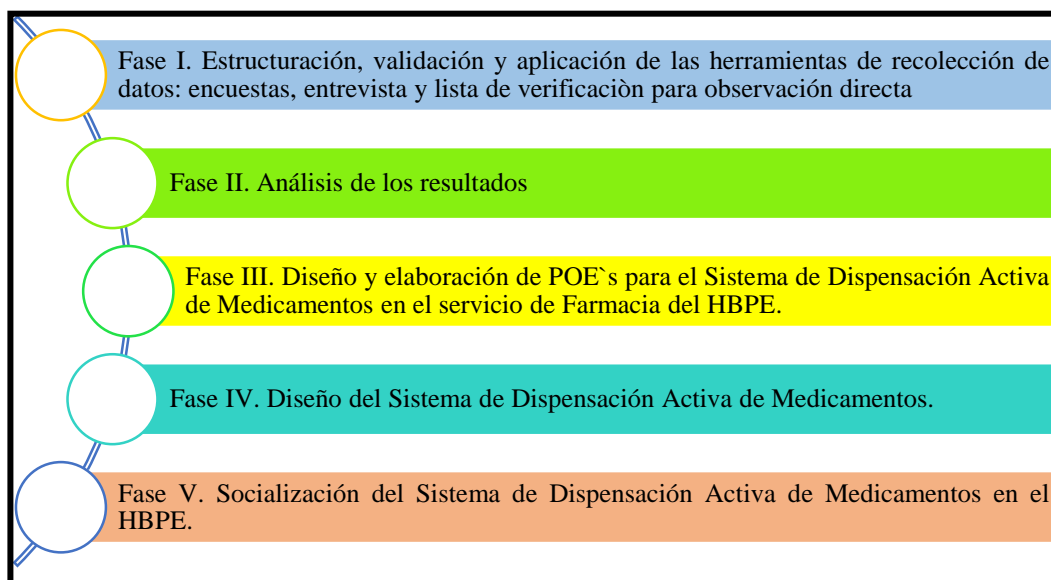 Fase I. Estructuración, validación y aplicación de las herramientas de recolección de
datos: encuestas, entrevista y lista de verificaciòn para observación directa
Fase II. Análisis de los resultados
Fase III. Diseño y elaboración de POE`s para el Sistema de Dispensación Activa
de Medicamentos en el servicio de Farmacia del HBPE.
Fase IV. Diseño del Sistema de Dispensación Activa de Medicamentos.
Fase V. Socialización del Sistema de Dispensación Activa de Medicamentos en el
HBPE.